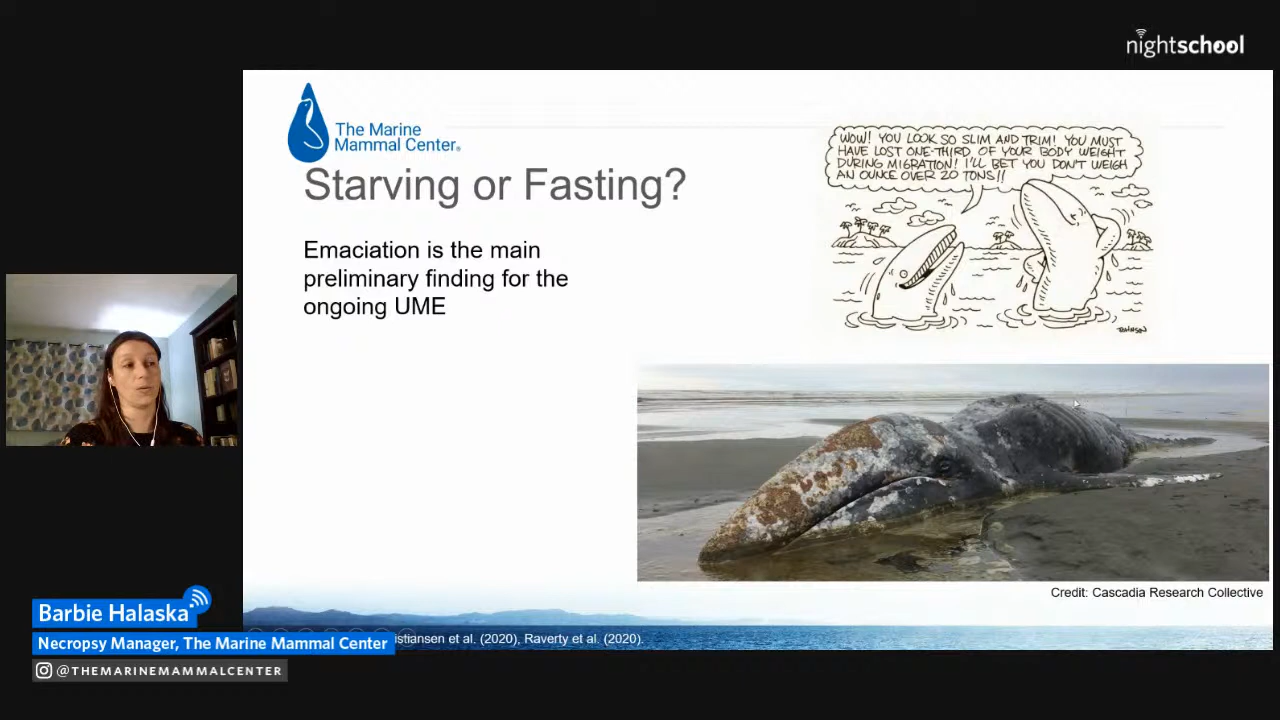 nightschool
The Marine
Mammal Center®
Starving or Fasting?
WOW! YOU LOOK SO SLIM AND TRIM! YOU MUST
HAVE LOST ONE-THIRD OF YOUR BODY WEIGHT
DURING MIGRATION! I'LL BET YOU DON'T WEIGH
AN OUNCE OVER 20 TONS!!
Emaciation is the main
preliminary finding for the
ongoing UME
Credit: Cascadia Research Collective
Barbie Halaska
Necropsy Manager, The Marine Mammal Center
istiansen et al. (2020), Raverty et al. (2020).
@THEMARINEMAMMALCENTER